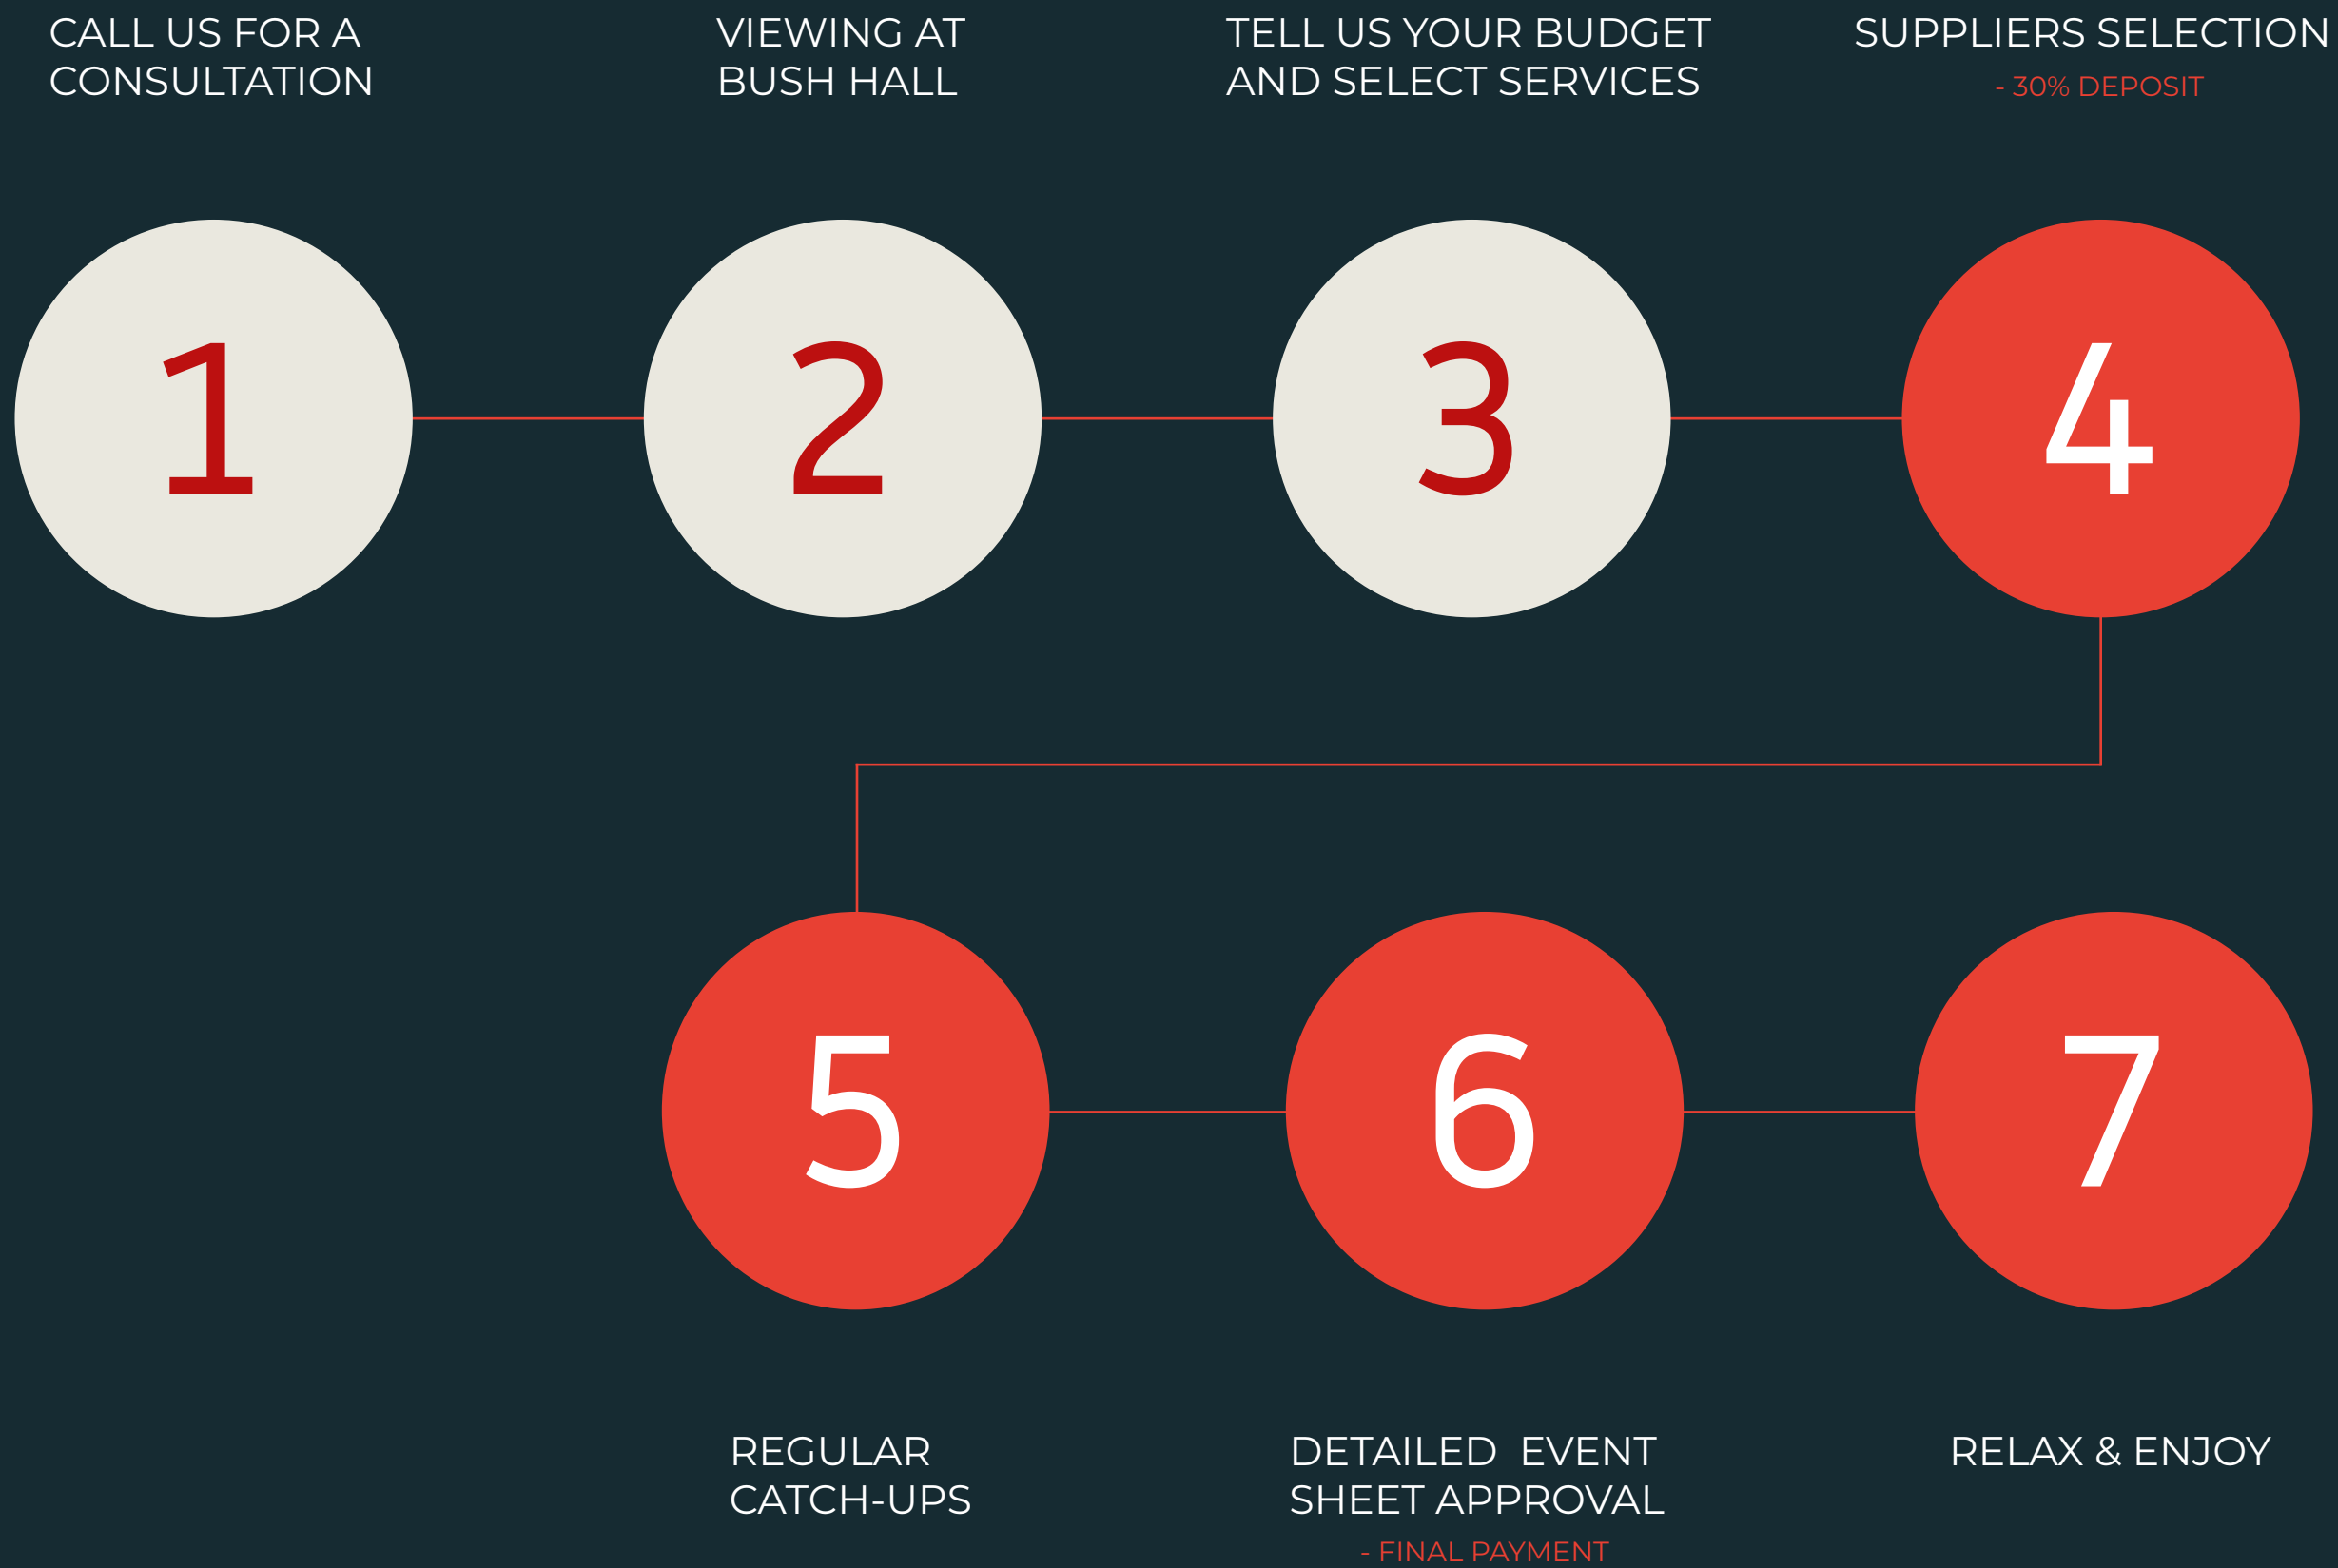 CALL US FOR A
CONSULTATION
VIEWING AT
BUSH HALL
TELL US YOUR BUDGET
AND SELECT SERVICES
SUPPLIERS SELECTION
- 30% DEPOSIT
1
2
3
4
5
6
7
REGULAR
CATCH-UPS
DETAILED  EVENT
SHEET APPROVAL
- FINAL PAYMENT
RELAX & ENJOY